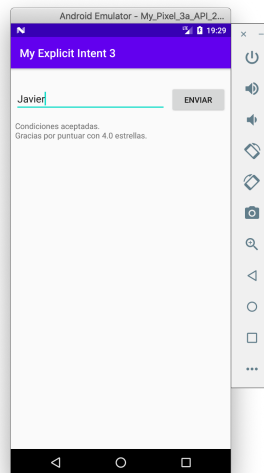 Android Emulator - My_Pixel_3a_API_2...
19:29
My Explicit Intent 3
Javier
ENVIAR
Condiciones aceptadas.
Gracias por puntuar con 4.0 estrellas.